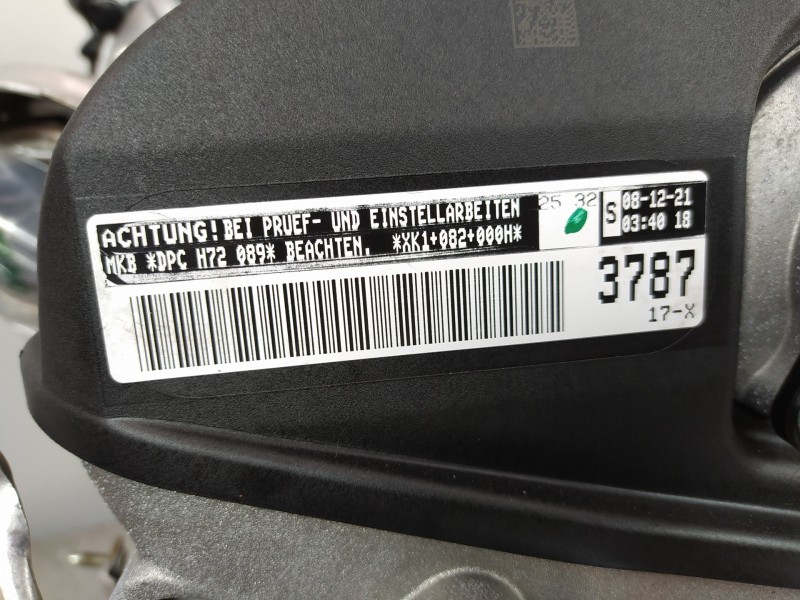 ACHTUNG! BEI PRUEF- UND EINSTELLARBEITEN
MKB *DPC H72 089* BEACHTEN. *XK1+082+000H*
25 32
S
08-12-21
03:40 18
3787
17-X